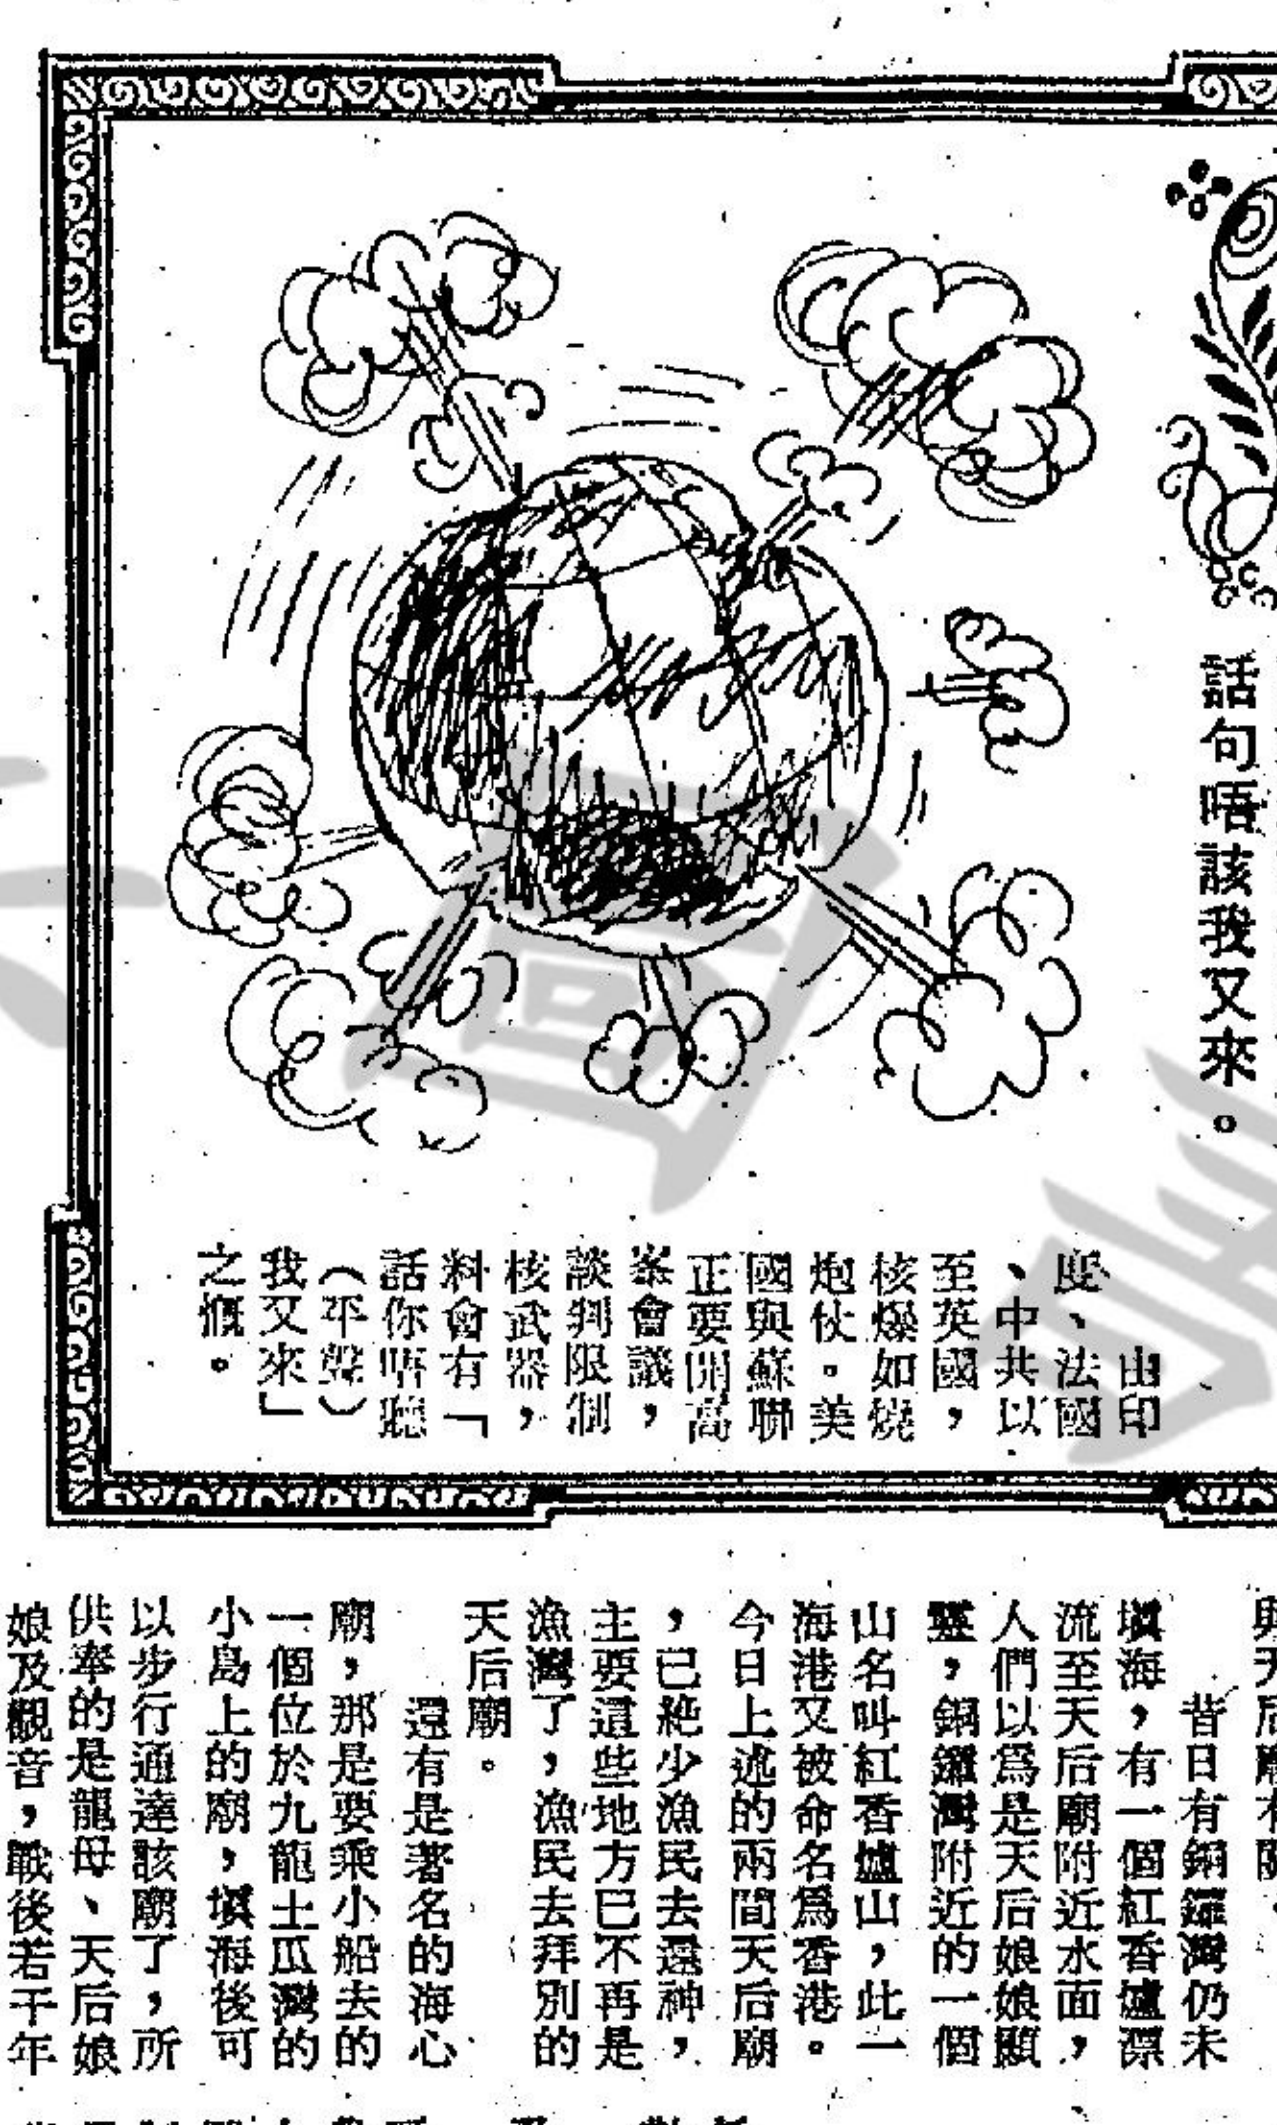 話句唔該我又來。
由印
度、法國
、中共以
至英國，
核爆如燒
炮仗。美
國與蘇聯
正要開高
峯會議，
談判限制
核武器，
料會有「
話你唔聽
（平聲）
我又來」
之慨。
與天后廟有關。
昔日有銅鑼灣仍未
填海，有一個紅香爐漂
流至天后廟附近水面，
人們以爲是天后娘娘顯
靈，銅鑼灣附近的一個
山名叫紅香爐山，此一
海港又被命名爲香港。
今日上述的兩間天后廟
，已絶少漁民去還神，
主要這些地方已不再是
漁灣了，漁民去拜別的
天后廟。
還有是著名的海心
廟，那是要乘小船去的
一個位於九龍土瓜灣的
小島上的廟，填海後可
以步行通達該廟了，所
供奉的是龍母、天后娘
娘及觀音，戰後若干年